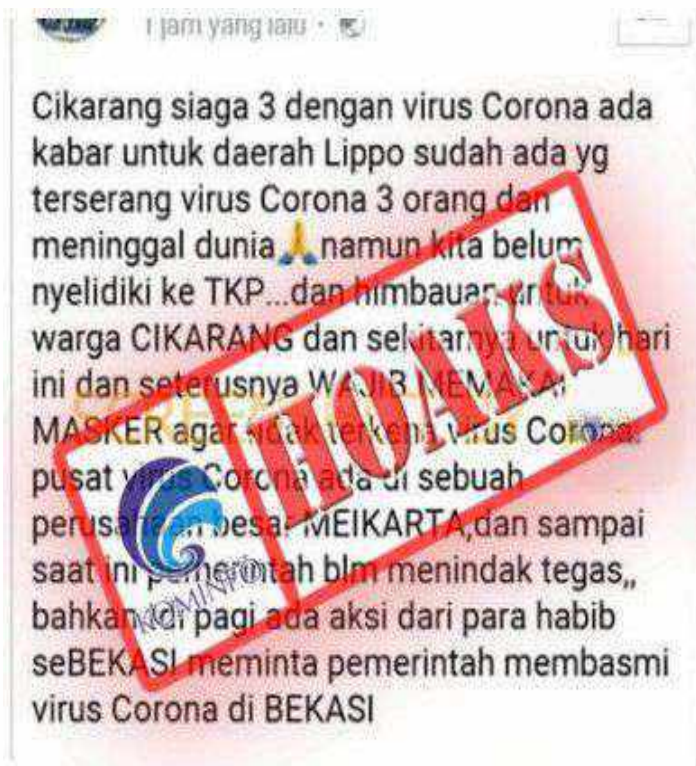 1 jam yang lalu ·
Cikarang siaga 3 dengan virus Corona ada
kabar untuk daerah Lippo sudah ada yg
terserang virus Corona 3 orang dan
meninggal dunia🙏namun kita belum
nyelidiki ke TKP...dan himbauan untuk
warga CIKARANG dan sekitarnya untuk hari
ini dan seterusnya WAJIB MEMAKAI
MASKER agar tidak terkena virus Corona.
pusat virus Corona ada di sebuah
perusahaan besar MEIKARTA,dan sampai
saat ini pemerintah blm menindak tegas,,
bahkan di pagi ada aksi dari para habib
seBEKASI meminta pemerintah membasmi
virus Corona di BEKASI
HOAKS
KOMINFO